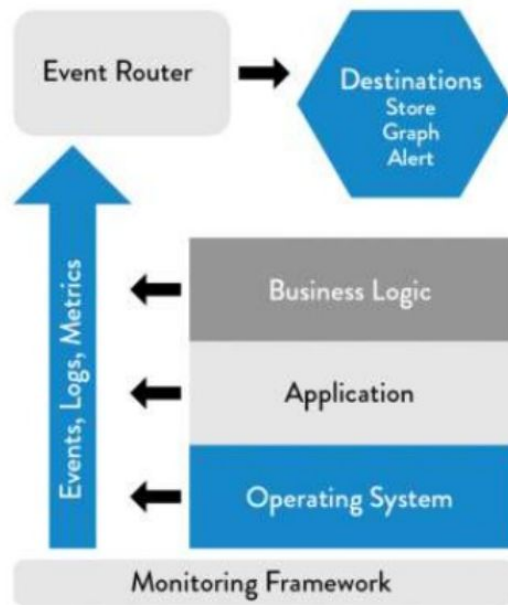 Event Router
Destinations
Store
Graph
Alert
Events, Logs, Metrics
Business Logic
Application
Operating System
Monitoring Framework